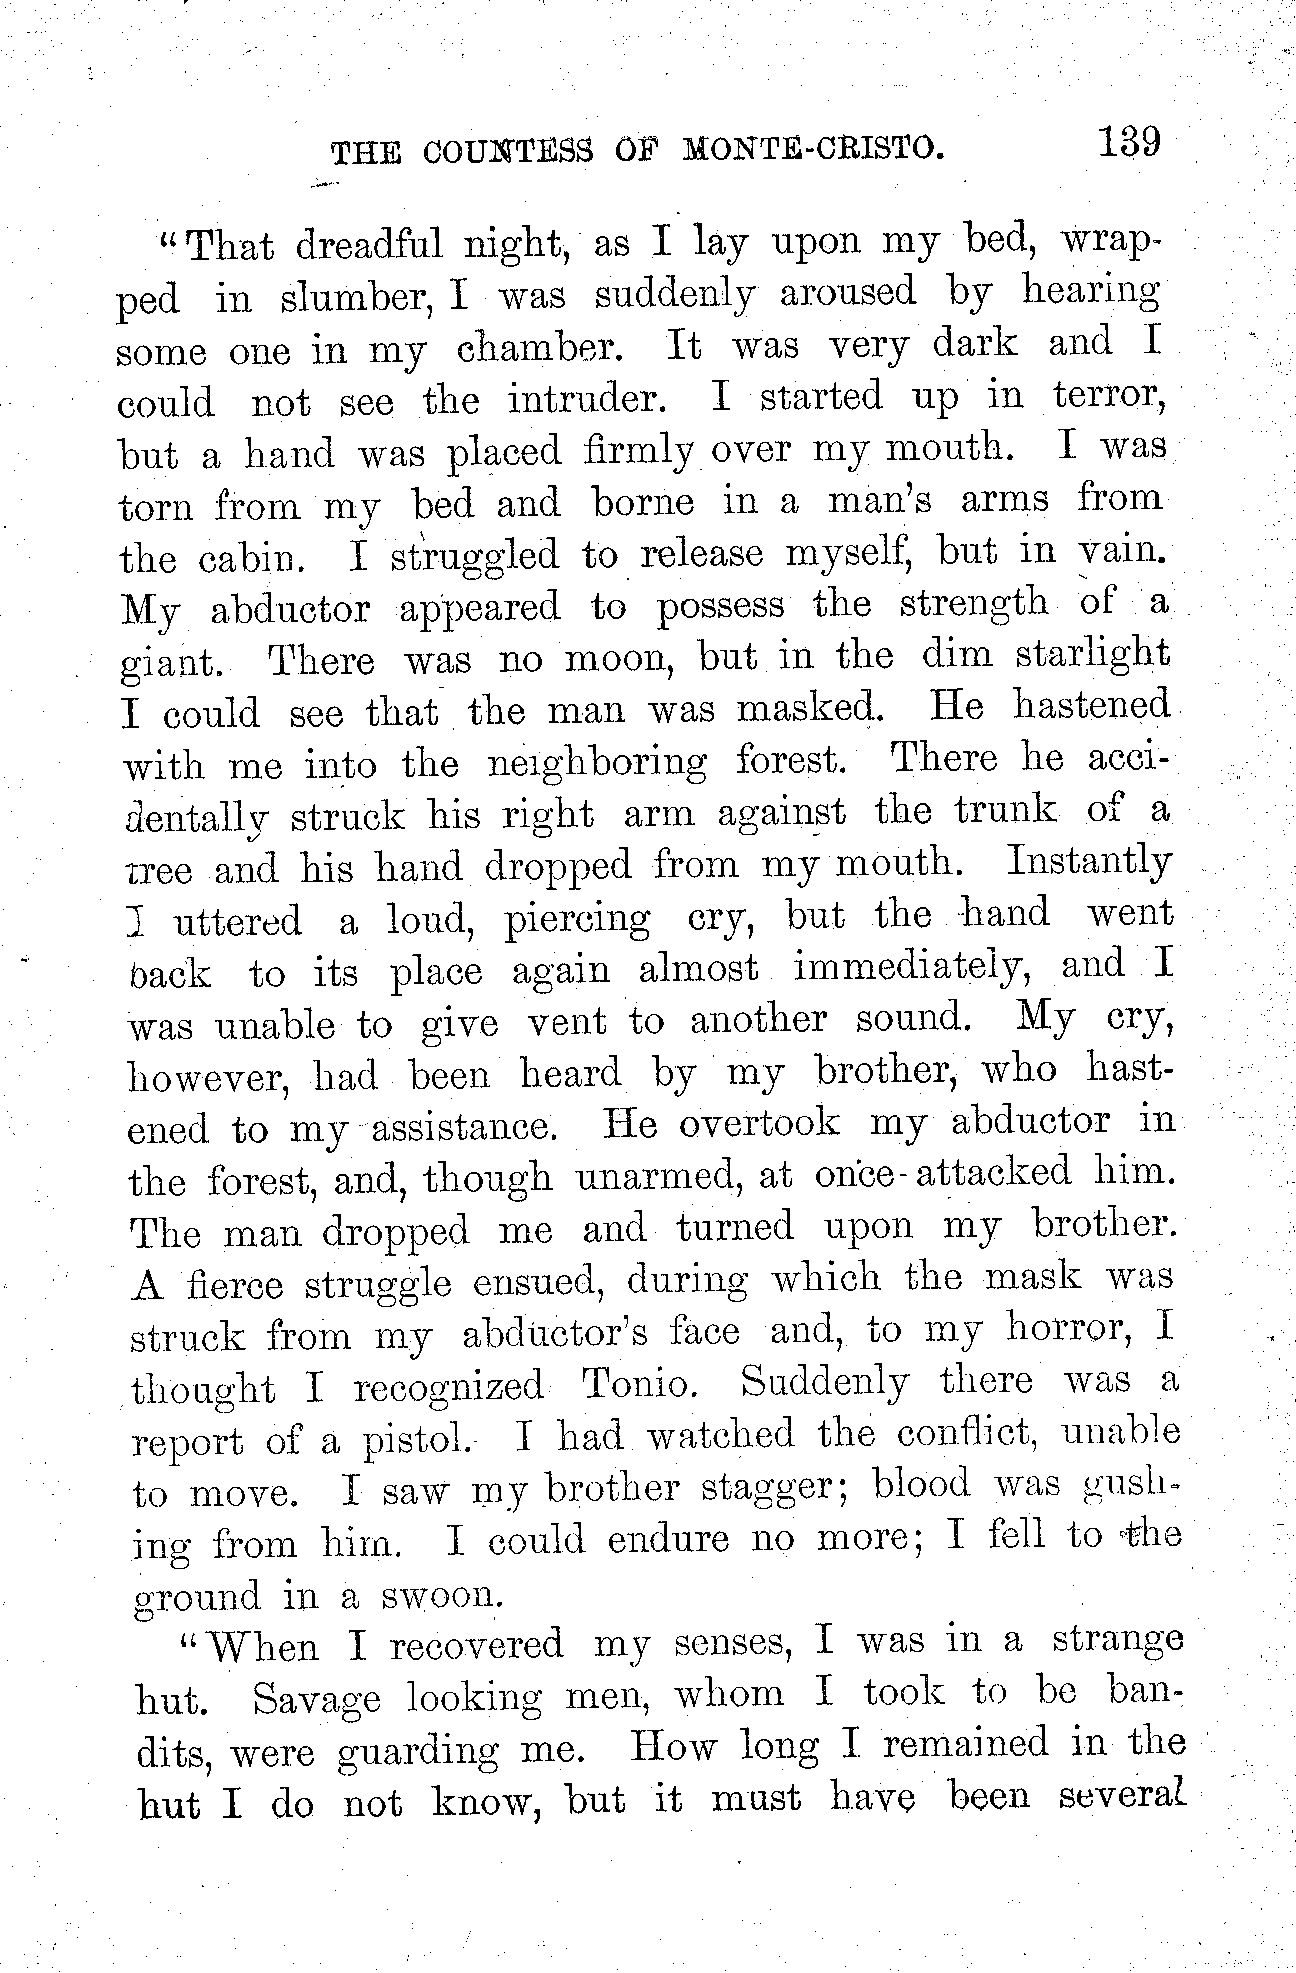 THE COUNTESS OF MONTE-CRISTO. 139
"That dreadful night, as I lay upon my bed, wrap-
ped in slumber, I was suddenly aroused by hearing
some one in my chamber. It was very dark and I
could not see the intruder. I started up in terror,
but a hand was placed firmly over my mouth. I was
torn from my bed and borne in a man's arms from
the cabin. I struggled to release myself, but in vain.
My abductor appeared to possess the strength of a
giant. There was no moon, but in the dim starlight
I could see that the man was masked. He hastened
with me into the neighboring forest. There he acci-
dentally struck his right arm against the trunk of a
tree and his hand dropped from my mouth. Instantly
I uttered a loud, piercing cry, but the hand went
back to its place again almost immediately, and I
was unable to give vent to another sound. My cry,
however, had been heard by my brother, who hast-
ened to my assistance. He overtook my abductor in
the forest, and, though unarmed, at once attacked him.
The man dropped me and turned upon my brother.
A fierce struggle ensued, during which the mask was
struck from my abductor's face and, to my horror, I
thought I recognized Tonio. Suddenly there was a
report of a pistol. I had watched the conflict, unable
to move. I saw my brother stagger; blood was gush-
ing from him. I could endure no more; I fell to the
ground in a swoon.
"When I recovered my senses, I was in a strange
hut. Savage looking men, whom I took to be ban-
dits, were guarding me. How long I remained in the
hut I do not know, but it must have been several